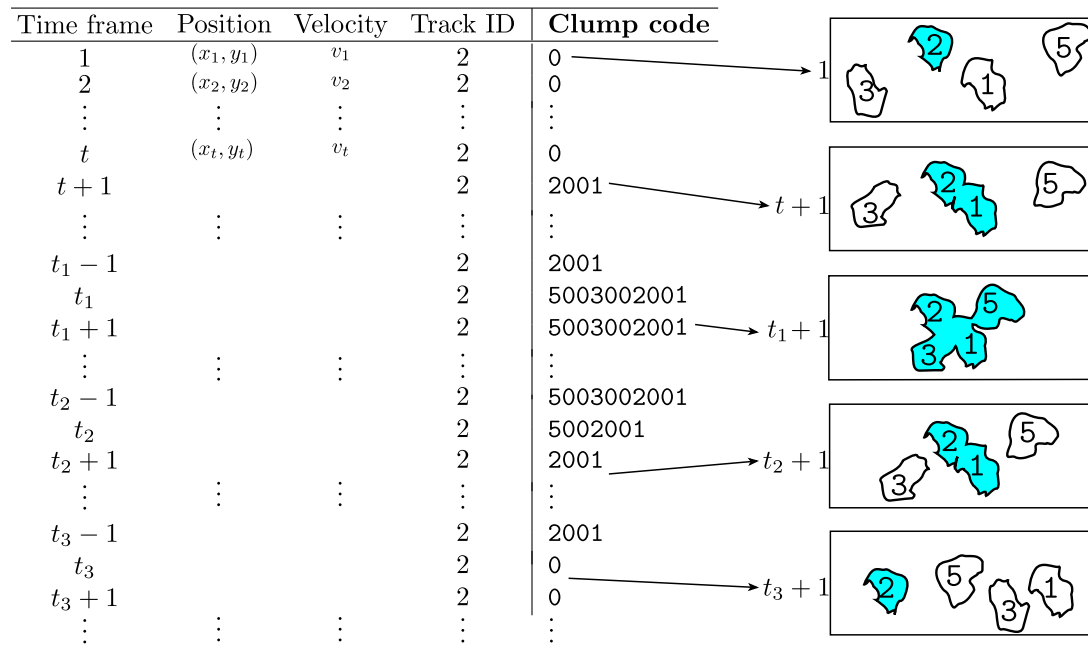 Time frame Position Velocity Track ID Clump code
1 (x₁, y₁) v₁ 2 0
2 (x₂, y₂) v₂ 2 0
⋮ ⋮ ⋮ ⋮ ⋮
t (xₜ, yₜ) vₜ 2 0
t + 1 2 2001
⋮ ⋮ ⋮ ⋮ ⋮
t₁ − 1 2 2001
t₁ 2 5003002001
t₁ + 1 2 5003002001
⋮ ⋮ ⋮ ⋮ ⋮
t₂ − 1 2 5003002001
t₂ 2 5002001
t₂ + 1 2 2001
⋮ ⋮ ⋮ ⋮ ⋮
t₃ − 1 2 2001
t₃ 2 0
t₃ + 1 2 0
⋮ ⋮ ⋮ ⋮ ⋮
1 3 2 1 5
t + 1 3 2 1 5
t₁ + 1 2 3 1 5
t₂ + 1 3 2 1 5
t₃ + 1 2 5 3 1